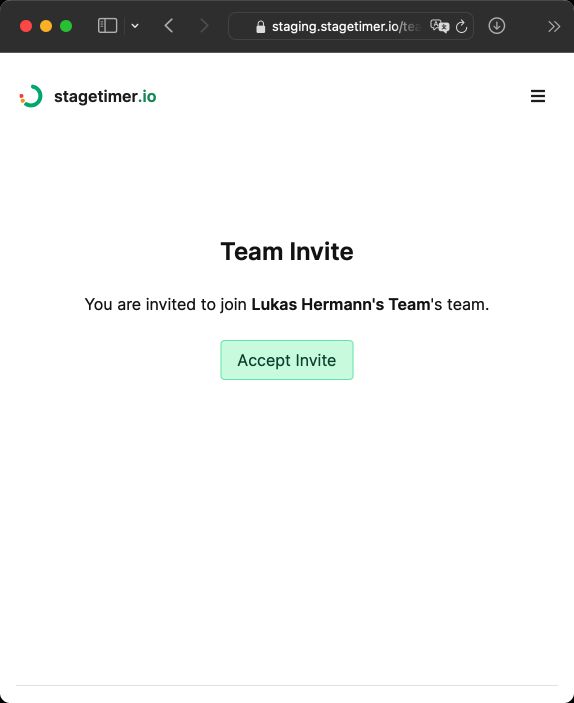 staging.stagetimer.io/tea
stagetimer.io
Team Invite
You are invited to join Lukas Hermann's Team's team.
Accept Invite